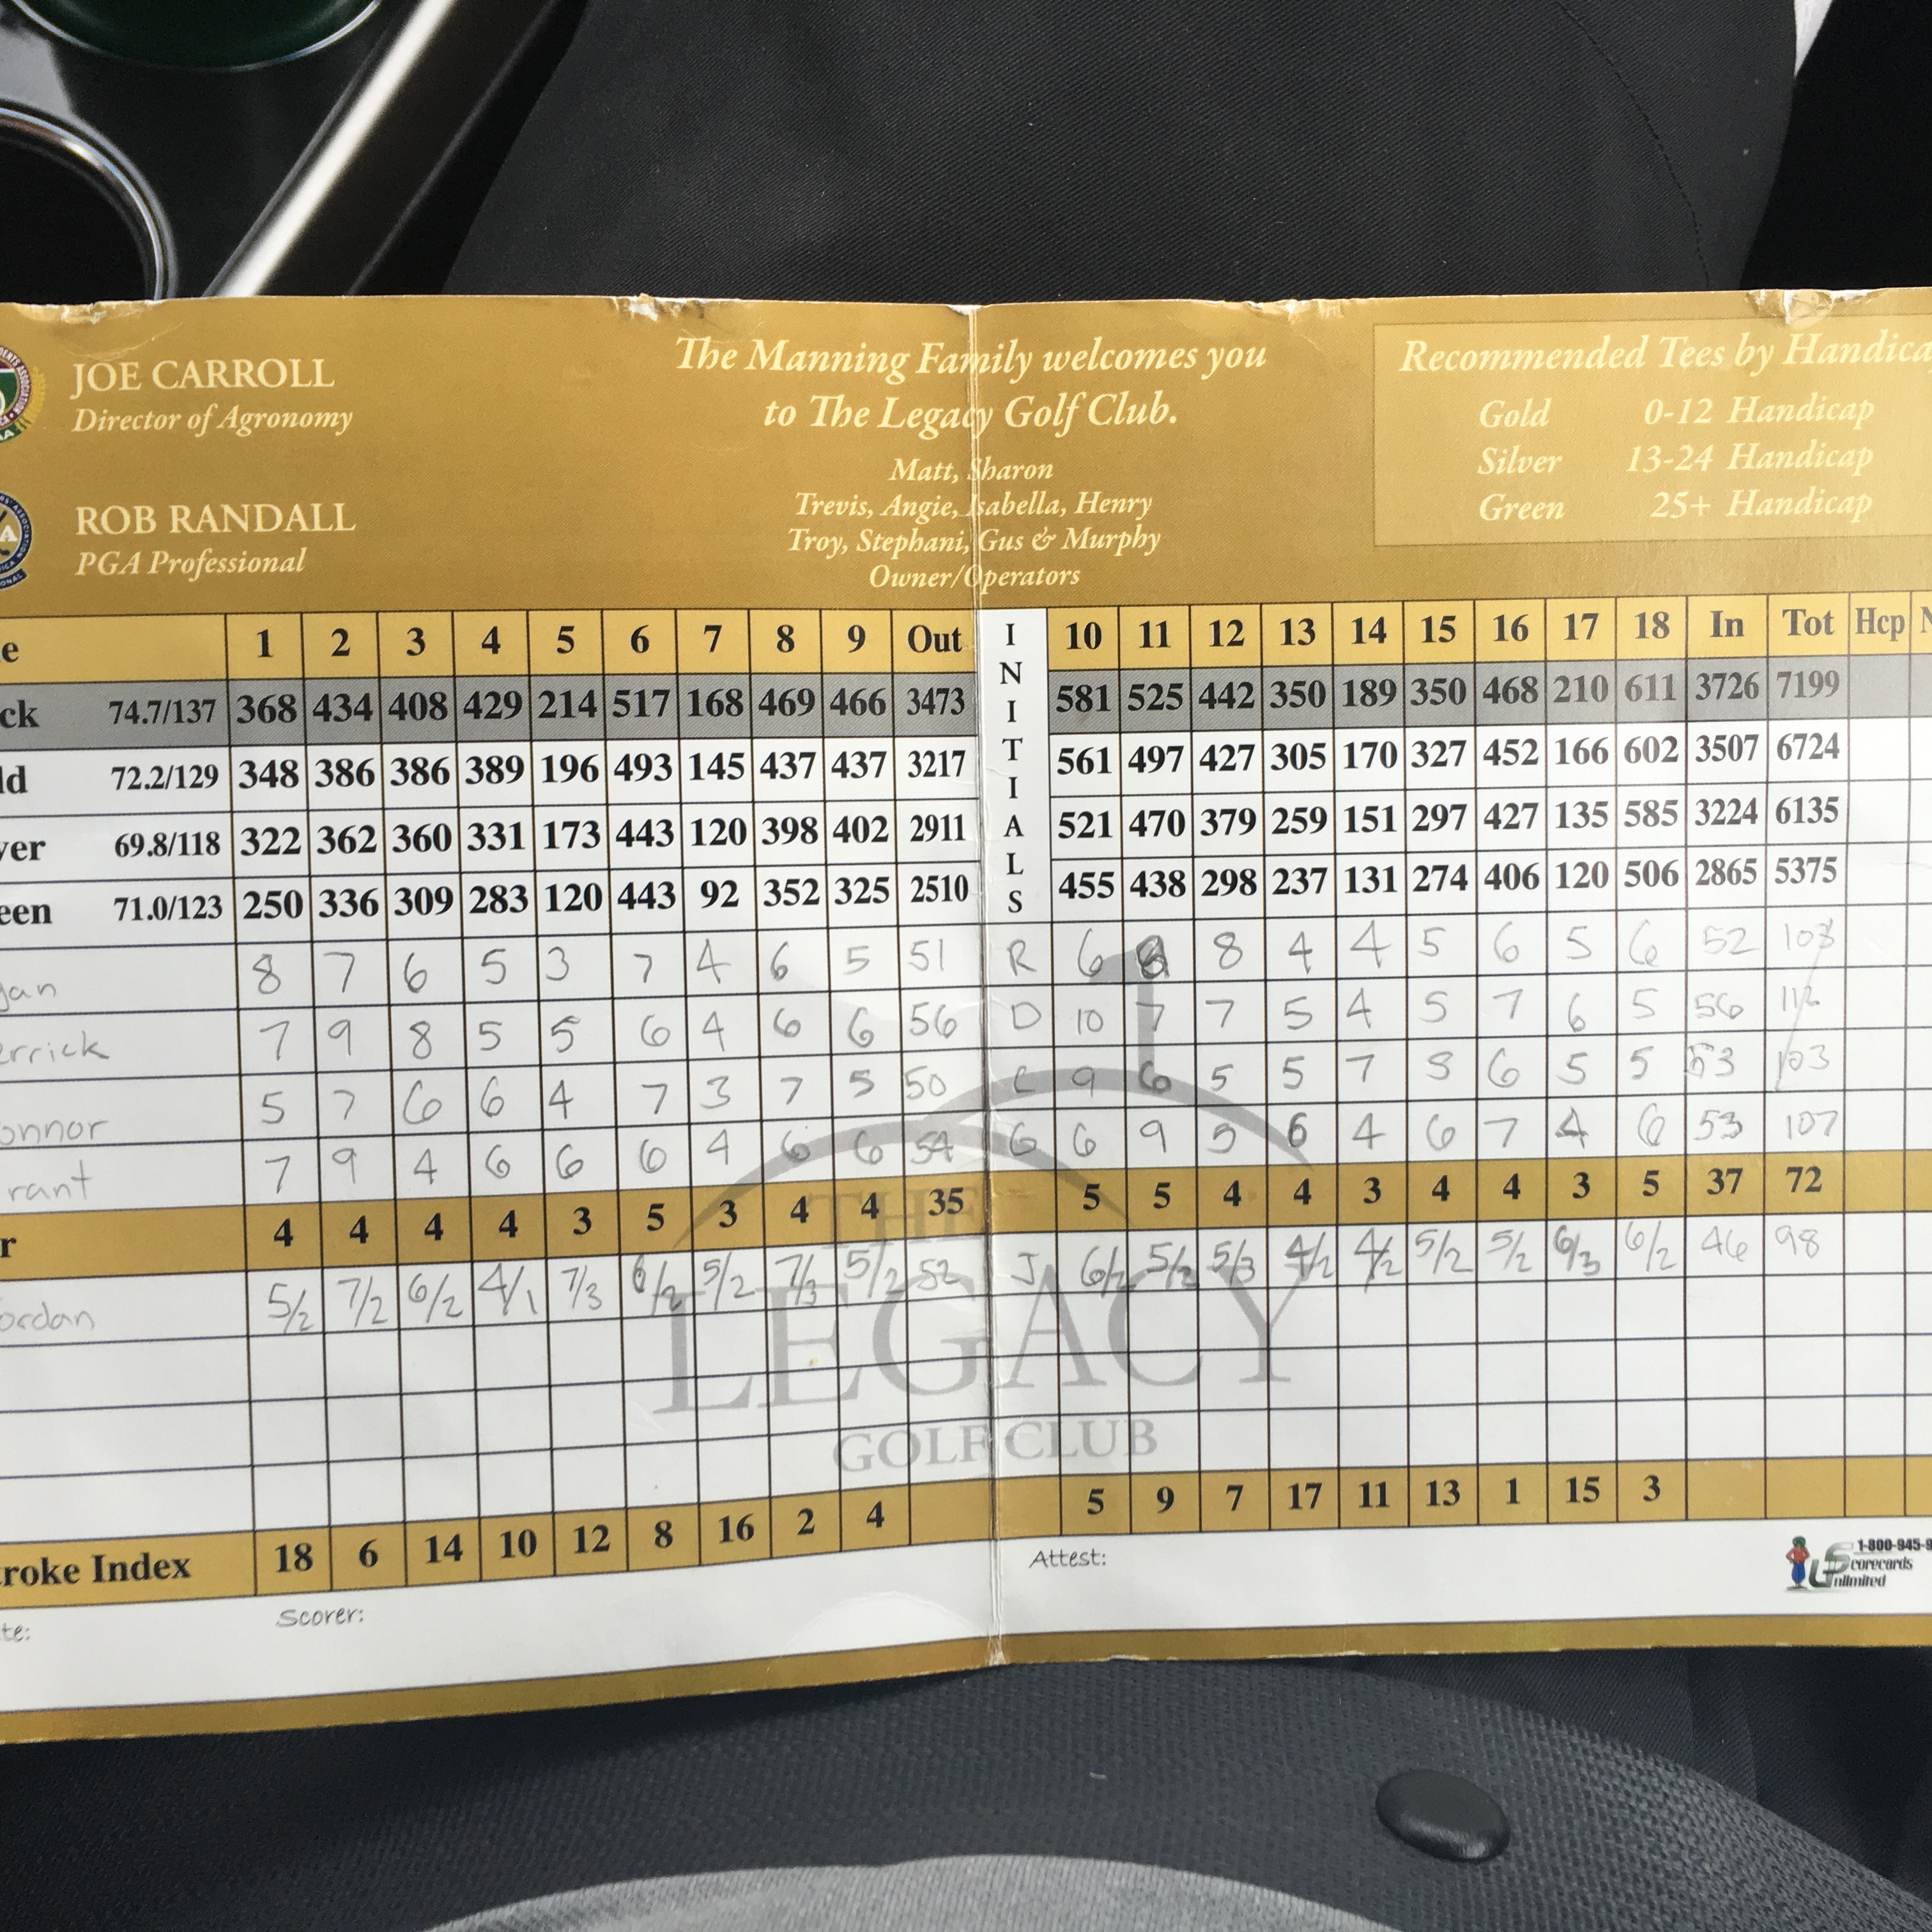 JOE CARROLL
Director of Agronomy
ROB RANDALL
PGA Professional
The Manning Family welcomes you
to The Legacy Golf Club.
Matt, Sharon
Trevis, Angie, Isabella, Henry
Troy, Stephani, Gus & Murphy
Owner/Operators
Recommended Tees by Handica
Gold 0-12 Handicap
Silver 13-24 Handicap
Green 25+ Handicap
e 1 2 3 4 5 6 7 8 9 Out INITIALS 10 11 12 13 14 15 16 17 18 In Tot Hcp N
ck 74.7/137 368 434 408 429 214 517 168 469 466 3473 581 525 442 350 189 350 468 210 611 3726 7199
ld 72.2/129 348 386 386 389 196 493 145 437 437 3217 561 497 427 305 170 327 452 166 602 3507 6724
ver 69.8/118 322 362 360 331 173 443 120 398 402 2911 521 470 379 259 151 297 427 135 585 3224 6135
een 71.0/123 250 336 309 283 120 443 92 352 325 2510 455 438 298 237 131 274 406 120 506 2865 5375
yan 8 7 6 5 3 7 4 6 5 51 R 6 8 8 4 4 5 6 5 6 52 103
errick 7 9 8 5 5 6 4 6 6 56 D 10 7 7 5 4 5 7 6 5 56 112
onnor 5 7 6 6 4 7 3 7 5 50 C 9 6 5 5 7 5 6 5 5 53 103
rant 7 9 4 6 6 6 4 6 6 54 G 6 9 5 6 4 6 7 4 6 53 107
r 4 4 4 4 3 5 3 4 4 35 5 5 4 4 3 4 4 3 5 37 72
ordan 5/2 7/2 6/2 4/1 7/3 6/2 5/2 7/3 5/2 52 J 6/2 5/2 5/3 4/2 4/2 5/2 5/2 6/3 6/2 46 98
THE
LEGACY
GOLF CLUB
roke Index 18 6 14 10 12 8 16 2 4 5 9 7 17 11 13 1 15 3
te: Scorer: Attest:
1-800-945-9
Scorecards
Unlimited